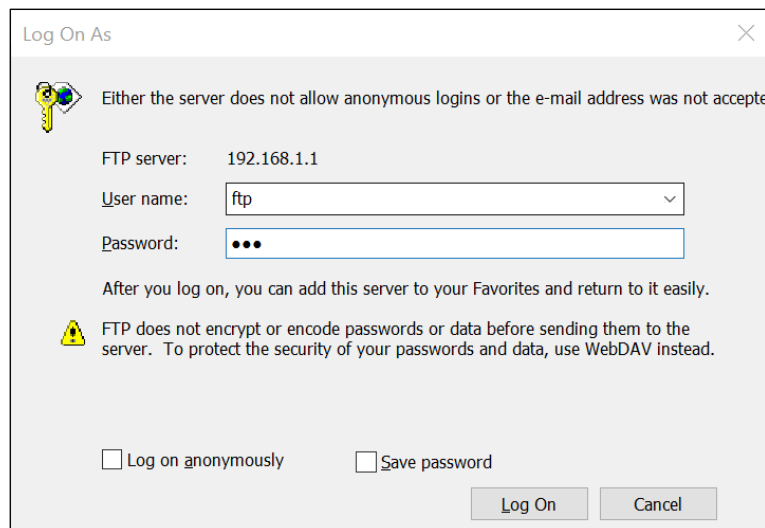 Log On As
Either the server does not allow anonymous logins or the e-mail address was not accepte
FTP server: 192.168.1.1
User name: ftp
Password: ●●●
After you log on, you can add this server to your Favorites and return to it easily.
FTP does not encrypt or encode passwords or data before sending them to the
server. To protect the security of your passwords and data, use WebDAV instead.
Log on anonymously Save password
Log On Cancel